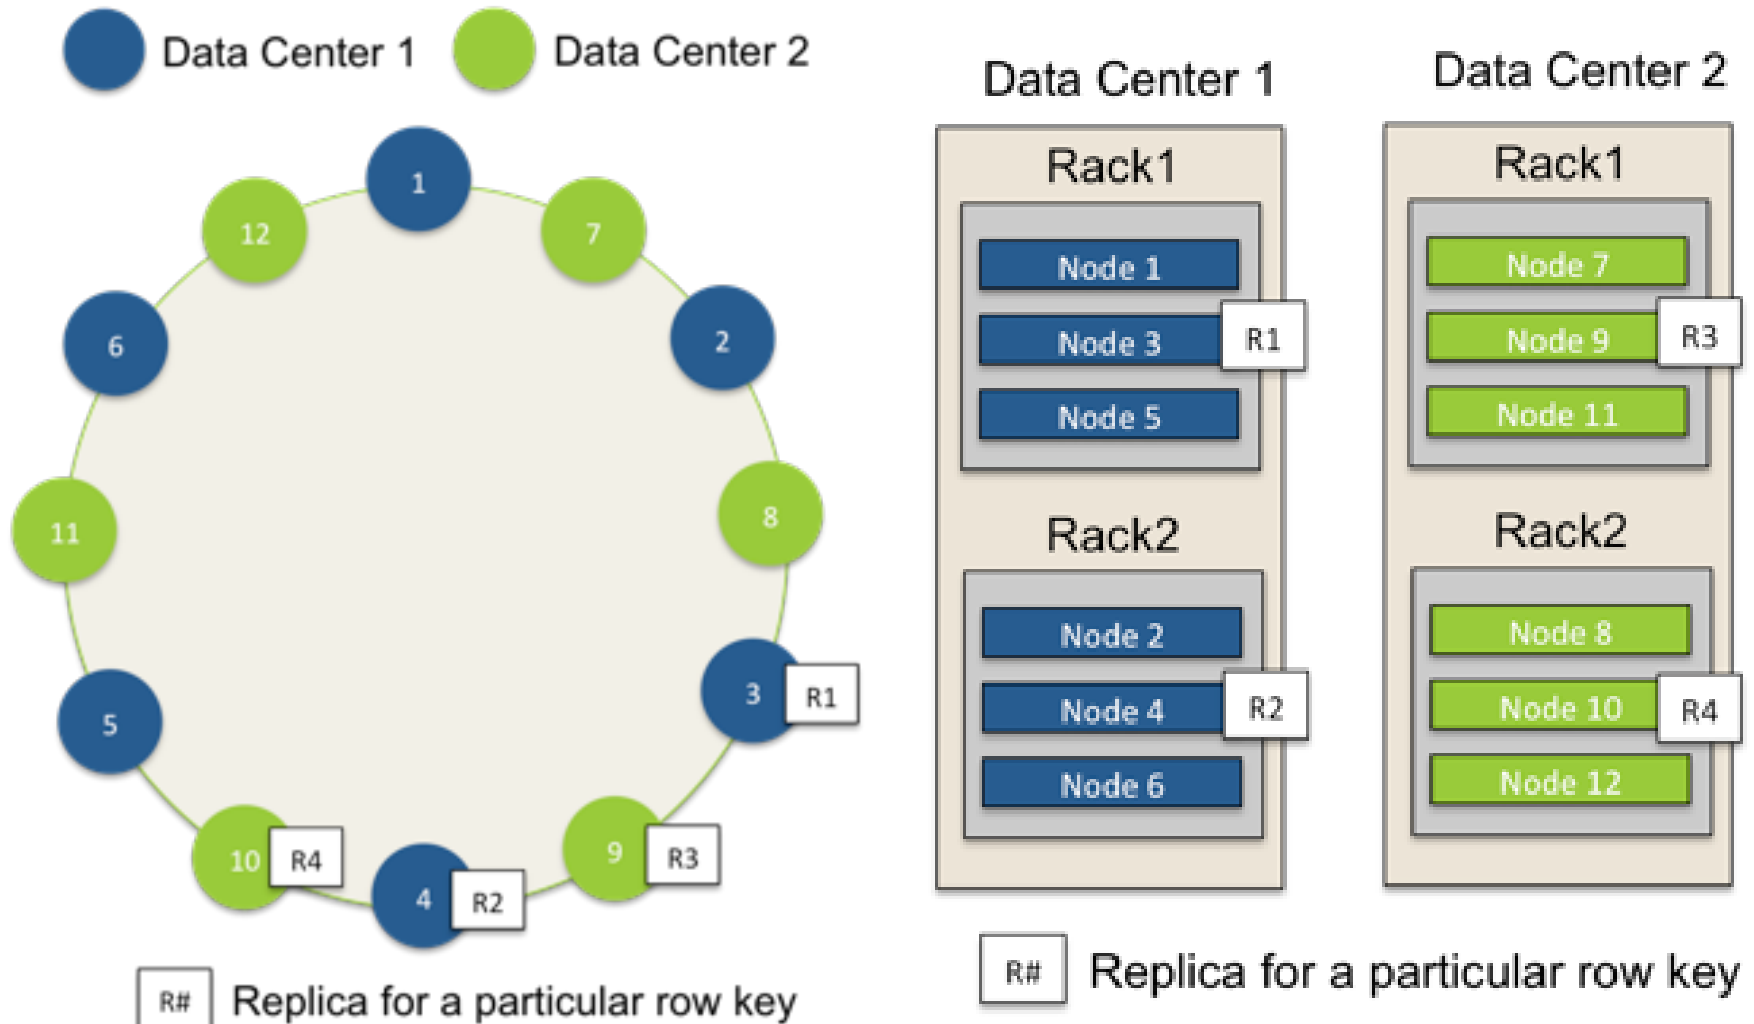 Data Center 1
Data Center 2
1
12
7
6
2
11
8
3
R1
5
10
R4
4
R2
9
R3
R#
Replica for a particular row key
Data Center 1
Rack1
Node 1
Node 3
R1
Node 5
Rack2
Node 2
Node 4
R2
Node 6
Data Center 2
Rack1
Node 7
Node 9
R3
Node 11
Rack2
Node 8
Node 10
R4
Node 12
R#
Replica for a particular row key